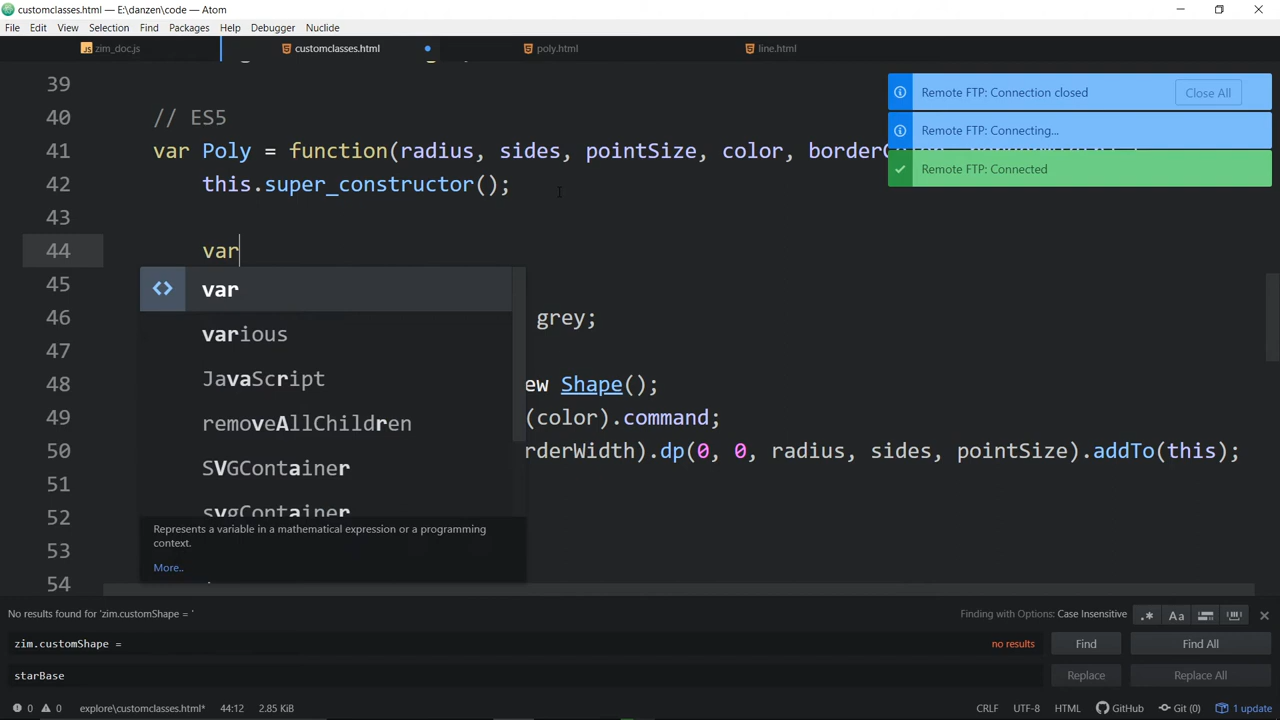 customclasses.html — E:\danzen\code — Atom
File Edit View Selection Find Packages Help Debugger Nuclide
zim_doc.js customclasses.html poly.html line.html
39
40 // ES5
41 var Poly = function(radius, sides, pointSize, color,
42 this.super_constructor();
43
44 var
45
46 grey;
47
48 ew Shape();
49 (color).command;
50 rderWidth).dp(0, 0, radius, sides, pointSize).addTo(this);
51
52
53
54
var
various
JavaScript
removeAllChildren
SVGContainer
svgContainer
Represents a variable in a mathematical expression or a programming
context.
More..
Remote FTP: Connection closed Close All
Remote FTP: Connecting...
Remote FTP: Connected
No results found for 'zim.customShape = ' Finding with Options: Case Insensitive .* Aa
zim.customShape = no results Find Find All
starBase Replace Replace All
0 0 explore\customclasses.html* 44:12 2.85 KiB CRLF UTF-8 HTML GitHub Git (0) 1 update